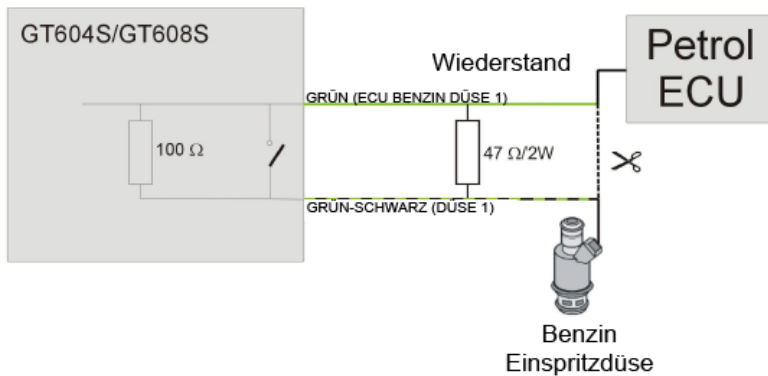 GT604S/GT608S
Wiederstand
Petrol
ECU
GRÜN (ECU BENZIN DÜSE 1)
100 Ω
47 Ω/2W
GRÜN-SCHWARZ (DÜSE 1)
Benzin
Einspritzdüse